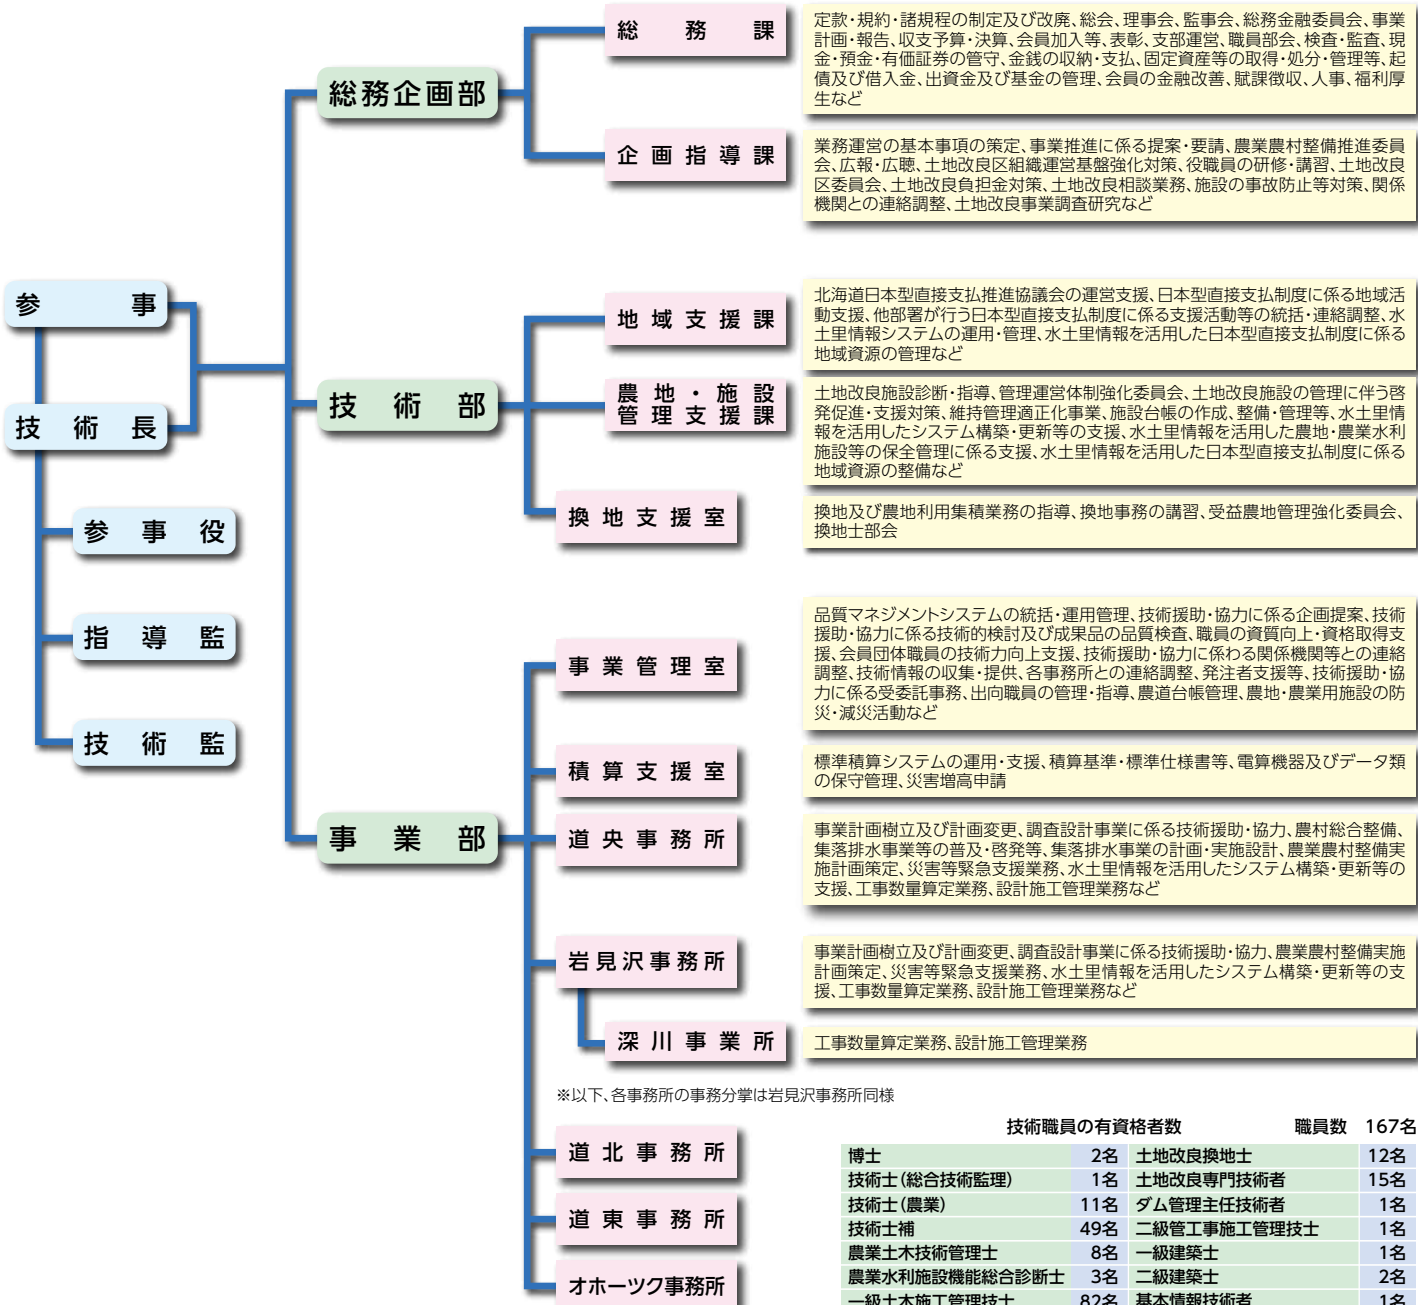 総務課
定款・規約・諸規程の制定及び改廃、総会、理事会、監事会、総務金融委員会、事業
計画・報告、収支予算・決算、会員加入等、表彰、支部運営、職員部会、検査・監査、現
金・預金・有価証券の管守、金銭の収納・支払、固定資産等の取得・処分・管理等、起
債及び借入金、出資金及び基金の管理、会員の金融改善、賦課徴収、人事、福利厚
生など
総務企画部
企画指導課
業務運営の基本事項の策定、事業推進に係る提案・要請、農業農村整備推進委員
会、広報・広聴、土地改良区組織運営基盤強化対策、役職員の研修・講習、土地改良
区委員会、土地改良負担金対策、土地改良相談業務、施設の事故防止等対策、関係
機関との連絡調整、土地改良事業調査研究など
参事
技術長
参事役
指導監
技術監
技術部
地域支援課
北海道日本型直接支払推進協議会の運営支援、日本型直接支払制度に係る地域活
動支援、他部署が行う日本型直接支払制度に係る支援活動等の統括・連絡調整、水
土里情報システムの運用・管理、水土里情報を活用した日本型直接支払制度に係る
地域資源の管理など
農地・施設
管理支援課
土地改良施設診断・指導、管理運営体制強化委員会、土地改良施設の管理に伴う啓
発促進・支援対策、維持管理適正化事業、施設台帳の作成、整備・管理等、水土里情
報を活用したシステム構築・更新等の支援、水土里情報を活用した農地・農業水利
施設等の保全管理に係る支援、水土里情報を活用した日本型直接支払制度に係る
地域資源の整備など
換地支援室
換地及び農地利用集積業務の指導、換地事務の講習、受益農地管理強化委員会、
換地士部会
事業部
事業管理室
品質マネジメントシステムの統括・運用管理、技術援助・協力に係る企画提案、技術
援助・協力に係る技術的検討及び成果品の品質検査、職員の資質向上・資格取得支
援、会員団体職員の技術力向上支援、技術援助・協力に係わる関係機関等との連絡
調整、技術情報の収集・提供、各事務所との連絡調整、発注者支援等、技術援助・協
力に係る受委託事務、出向職員の管理・指導、農道台帳管理、農地・農業用施設の防
災・減災活動など
積算支援室
標準積算システムの運用・支援、積算基準・標準仕様書等、電算機器及びデータ類
の保守管理、災害増高申請
道央事務所
事業計画樹立及び計画変更、調査設計事業に係る技術援助・協力、農村総合整備、
集落排水事業等の普及・啓発等、集落排水事業の計画・実施設計、農業農村整備実
施計画策定、災害等緊急支援業務、水土里情報を活用したシステム構築・更新等の
支援、工事数量算定業務、設計施工管理業務など
岩見沢事務所
事業計画樹立及び計画変更、調査設計事業に係る技術援助・協力、農業農村整備実施
計画策定、災害等緊急支援業務、水土里情報を活用したシステム構築・更新等の支
援、工事数量算定業務、設計施工管理業務など
深川事業所
工事数量算定業務、設計施工管理業務
※以下、各事務所の事務分掌は岩見沢事務所同様
道北事務所
道東事務所
オホーツク事務所
技術職員の有資格者数 職員数 167名
博士 2名 土地改良換地士 12名
技術士（総合技術監理） 1名 土地改良専門技術者 15名
技術士（農業） 11名 ダム管理主任技術者 1名
技術士補 49名 二級管工事施工管理技士 1名
農業土木技術管理士 8名 一級建築士 1名
農業水利施設機能総合診断士 3名 二級建築士 2名
一級土木施工管理技士 82名 基本情報技術者 1名